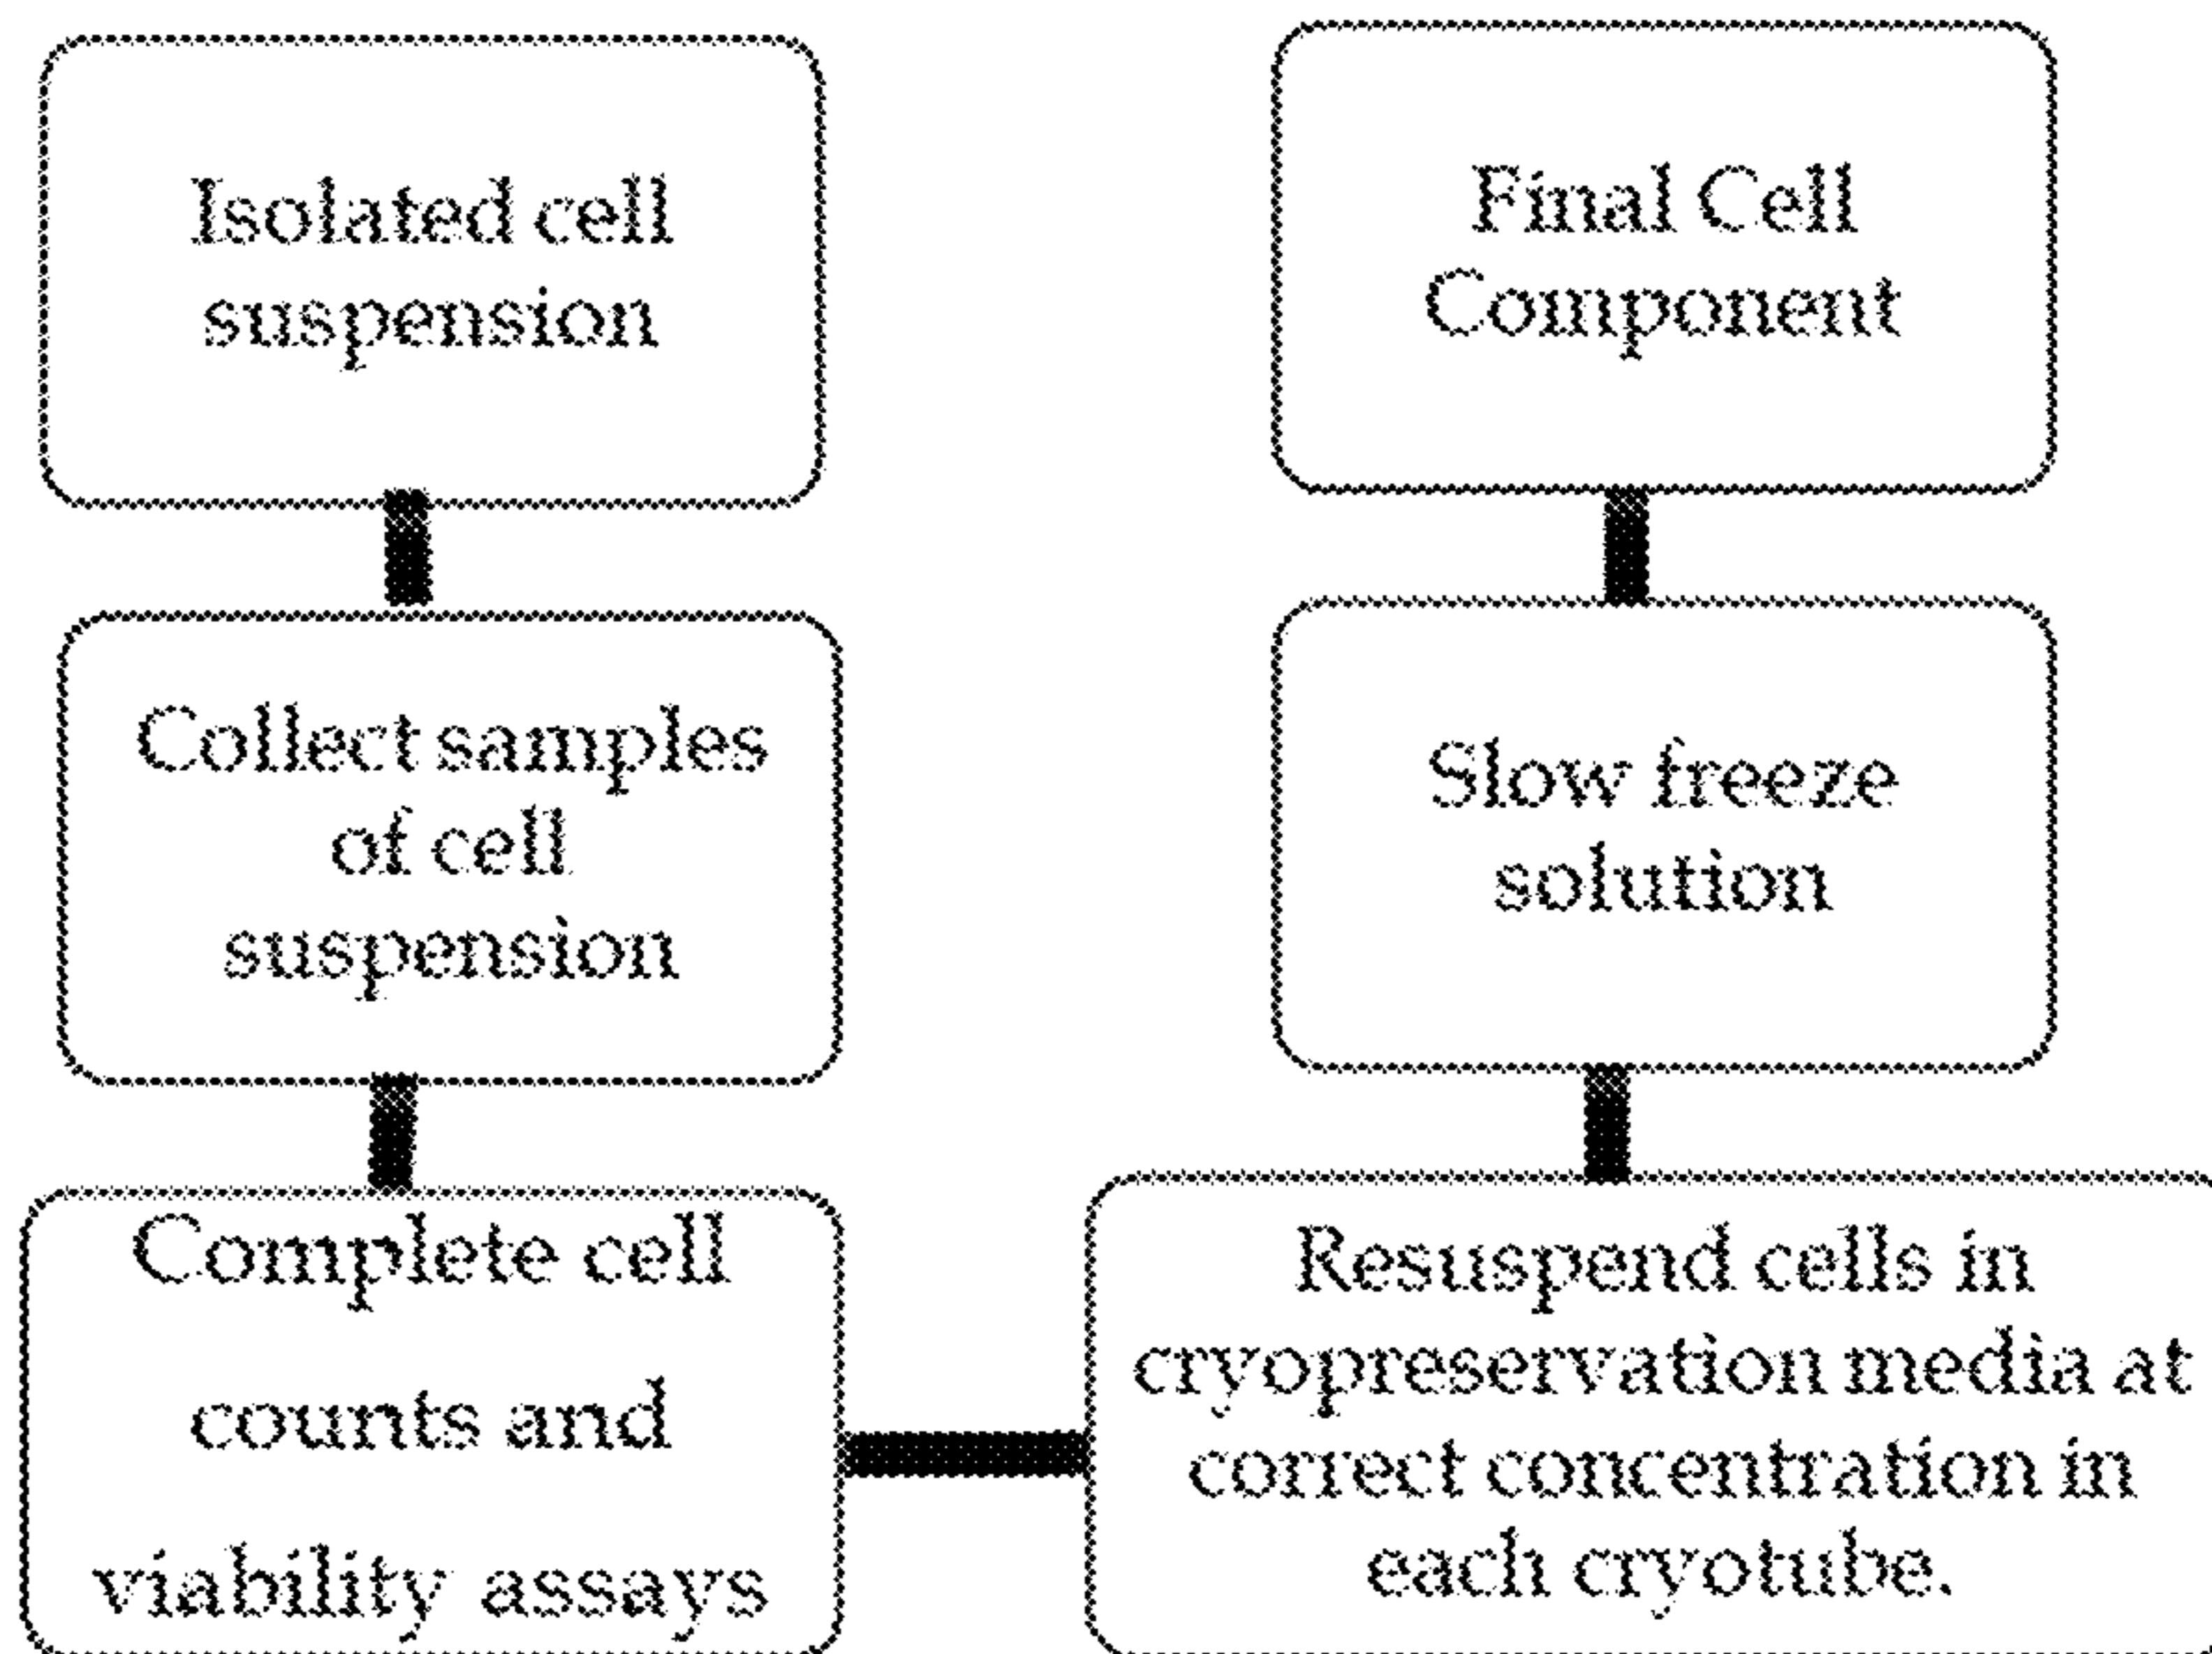 Isolated cell
suspension
Collect samples
of cell
suspension
Complete cell
counts and
viability assays
Final Cell
Component
Slow freeze
solution
Resuspend cells in
cryopreservation media at
correct concentration in
each cryotube.